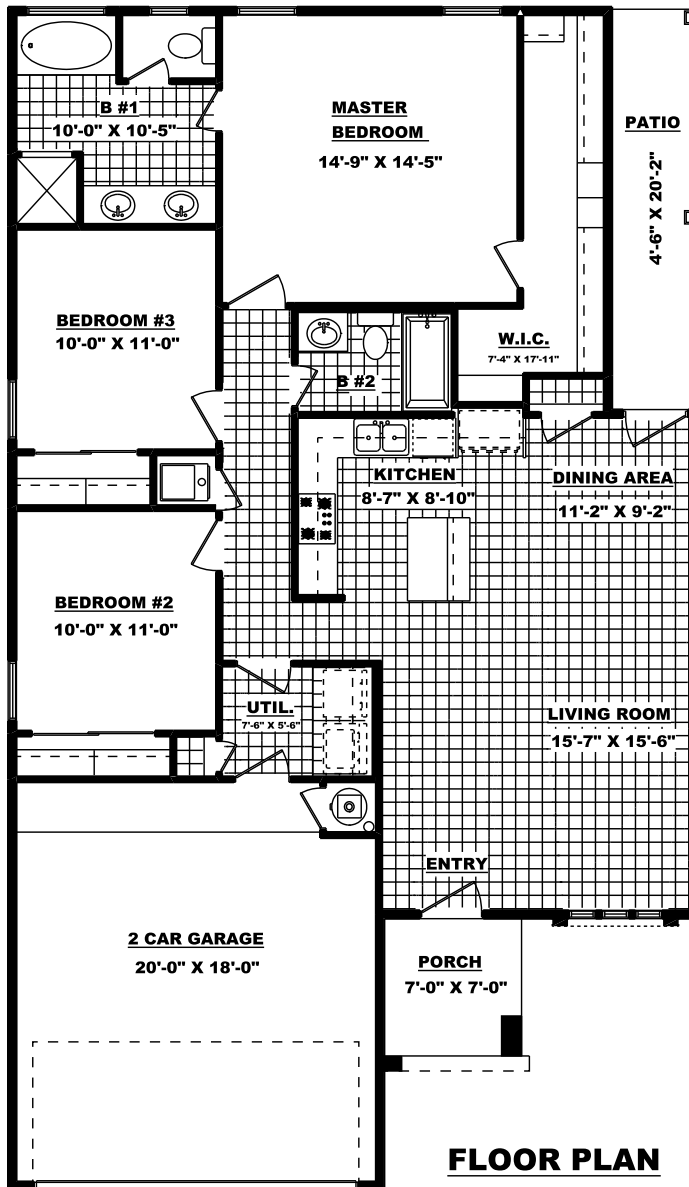 B #1
10'-0" X 10'-5"
MASTER
BEDROOM
14'-9" X 14'-5"
PATIO
4'-6" X 20'-2"
BEDROOM #3
10'-0" X 11'-0"
B #2
W.I.C.
7'-4" X 17'-11"
KITCHEN
8'-7" X 8'-10"
DINING AREA
11'-2" X 9'-2"
BEDROOM #2
10'-0" X 11'-0"
UTIL.
7'-6" X 5'-6"
LIVING ROOM
15'-7" X 15'-6"
ENTRY
2 CAR GARAGE
20'-0" X 18'-0"
PORCH
7'-0" X 7'-0"
FLOOR PLAN